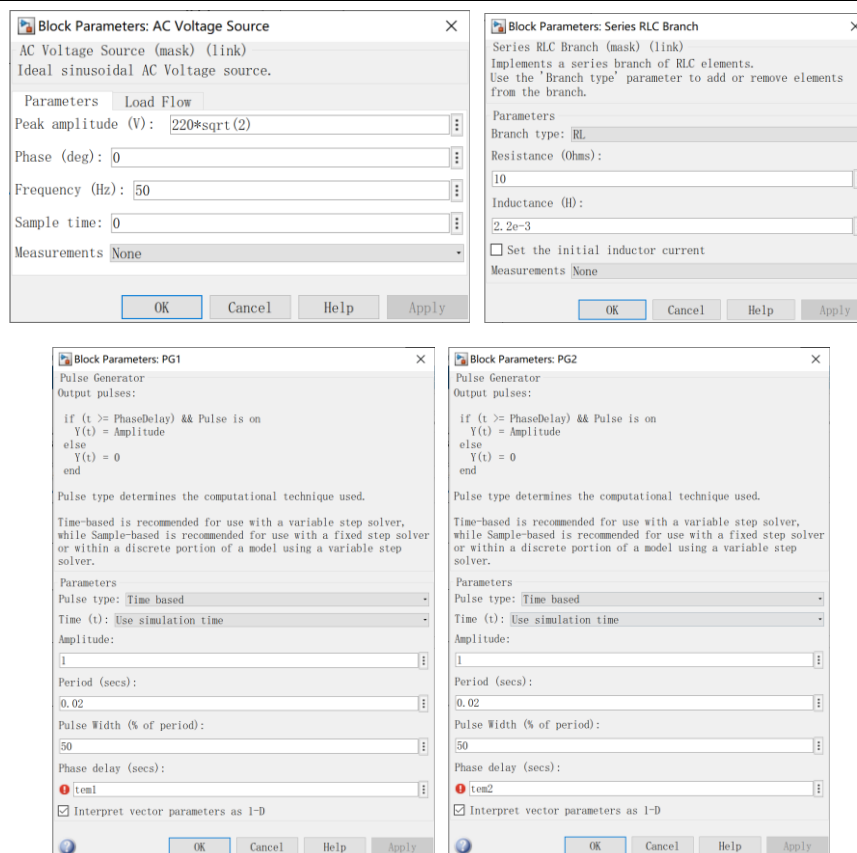 Block Parameters: AC Voltage Source
AC Voltage Source (mask) (link)
Ideal sinusoidal AC Voltage source.
Parameters Load Flow
Peak amplitude (V): 220*sqrt(2)
Phase (deg): 0
Frequency (Hz): 50
Sample time: 0
Measurements None
OK Cancel Help Apply
Block Parameters: Series RLC Branch
Series RLC Branch (mask) (link)
Implements a series branch of RLC elements.
Use the 'Branch type' parameter to add or remove elements
from the branch.
Parameters
Branch type: RL
Resistance (Ohms):
10
Inductance (H):
2.2e-3
Set the initial inductor current
Measurements None
OK Cancel Help Apply
Block Parameters: PG1
Pulse Generator
Output pulses:
if (t >= PhaseDelay) && Pulse is on
Y(t) = Amplitude
else
Y(t) = 0
end
Pulse type determines the computational technique used.
Time-based is recommended for use with a variable step solver,
while Sample-based is recommended for use with a fixed step solver
or within a discrete portion of a model using a variable step
solver.
Parameters
Pulse type: Time based
Time (t): Use simulation time
Amplitude:
1
Period (secs):
0.02
Pulse Width (% of period):
50
Phase delay (secs):
tem1
Interpret vector parameters as 1-D
OK Cancel Help Apply
Block Parameters: PG2
Pulse Generator
Output pulses:
if (t >= PhaseDelay) && Pulse is on
Y(t) = Amplitude
else
Y(t) = 0
end
Pulse type determines the computational technique used.
Time-based is recommended for use with a variable step solver,
while Sample-based is recommended for use with a fixed step solver
or within a discrete portion of a model using a variable step
solver.
Parameters
Pulse type: Time based
Time (t): Use simulation time
Amplitude:
1
Period (secs):
0.02
Pulse Width (% of period):
50
Phase delay (secs):
tem2
Interpret vector parameters as 1-D
OK Cancel Help Apply